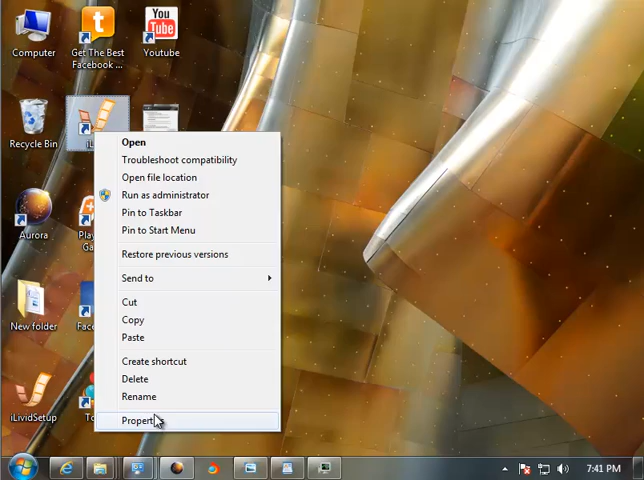 You
Tube
Computer
Get The Best
Facebook ...
Youtube
Recycle Bin
Aurora
New folder
iLividSetup
Open
Troubleshoot compatibility
Open file location
Run as administrator
Pin to Taskbar
Pin to Start Menu
Restore previous versions
Send to
Cut
Copy
Paste
Create shortcut
Delete
Rename
7:41 PM